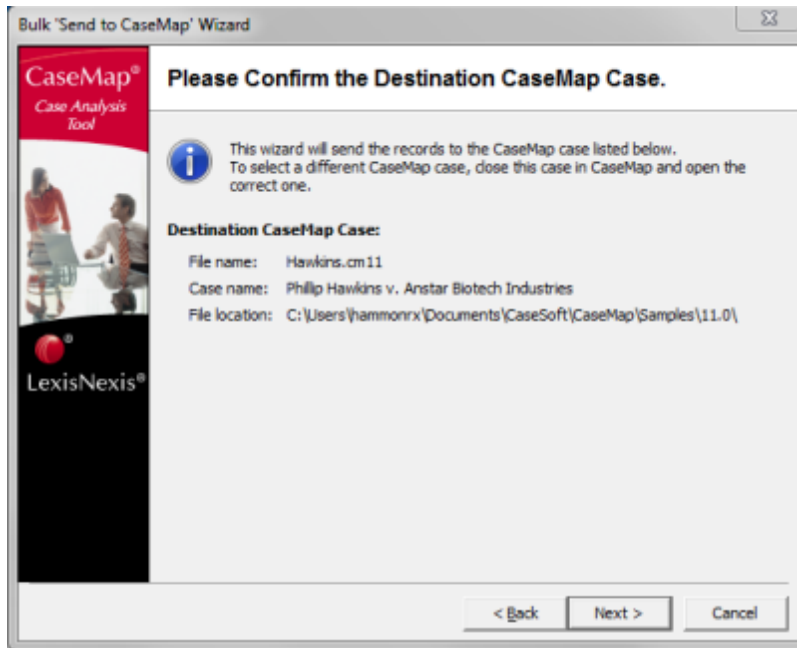 Bulk 'Send to CaseMap' Wizard
CaseMap®
Case Analysis
Tool
LexisNexis®
Please Confirm the Destination CaseMap Case.
This wizard will send the records to the CaseMap case listed below.
To select a different CaseMap case, close this case in CaseMap and open the
correct one.
Destination CaseMap Case:
File name: Hawkins.cm11
Case name: Phillip Hawkins v. Anstar Biotech Industries
File location: C:\Users\hammonrx\Documents\CaseSoft\CaseMap\Samples\11.0\
< Back Next > Cancel